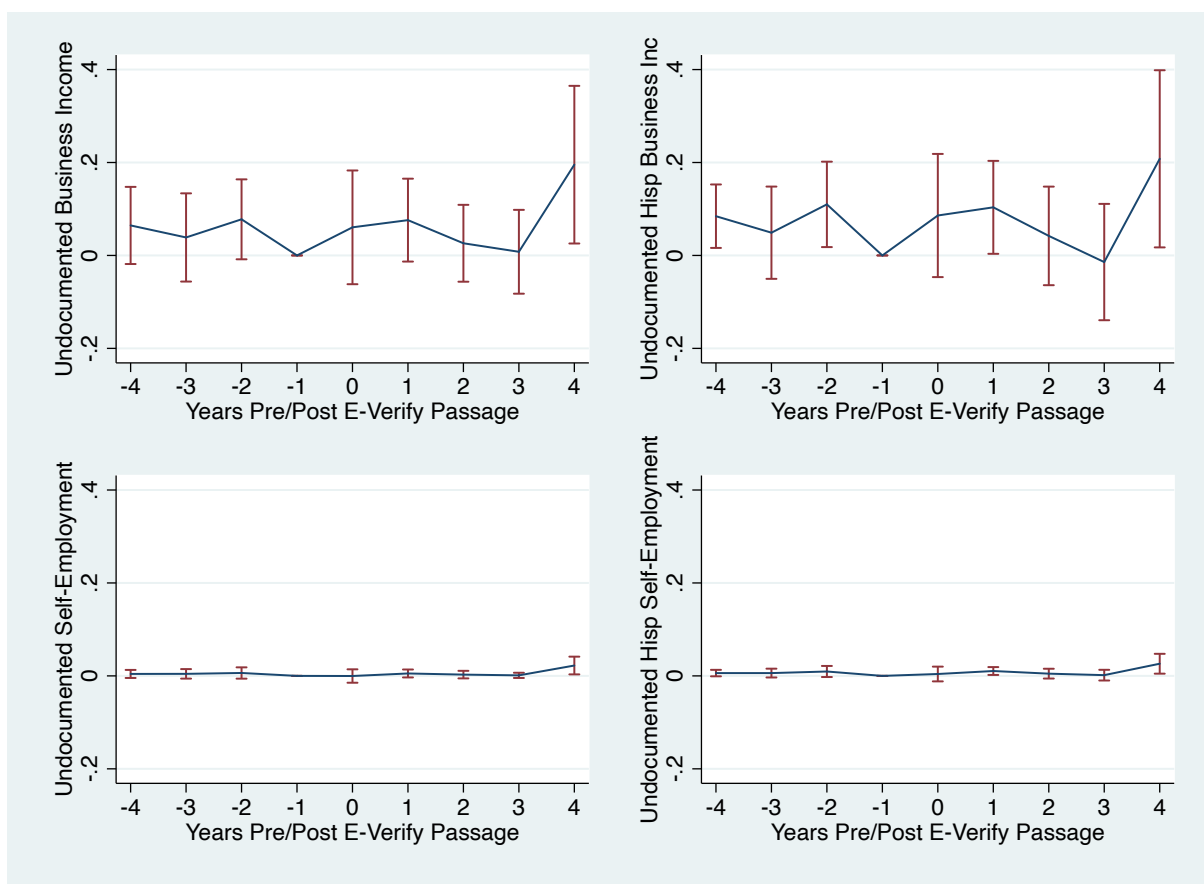 Undocumented Business Income
.4
.2
0
-.2
-4 -3 -2 -1 0 1 2 3 4
Years Pre/Post E-Verify Passage
Undocumented Hisp Business Inc
.4
.2
0
-.2
-4 -3 -2 -1 0 1 2 3 4
Years Pre/Post E-Verify Passage
Undocumented Self-Employment
.4
.2
0
-.2
-4 -3 -2 -1 0 1 2 3 4
Years Pre/Post E-Verify Passage
Undocumented Hisp Self-Employment
.4
.2
0
-.2
-4 -3 -2 -1 0 1 2 3 4
Years Pre/Post E-Verify Passage